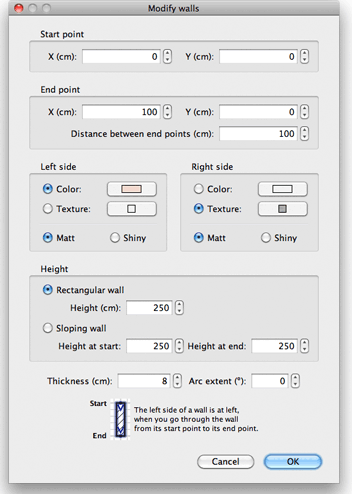 Modify walls
Start point
X (cm): 0 Y (cm): 0
End point
X (cm): 100 Y (cm): 0
Distance between end points (cm): 100
Left side Right side
Color: Color:
Texture: Texture:
Matt Shiny Matt Shiny
Height
Rectangular wall
Height (cm): 250
Sloping wall
Height at start: 250 Height at end: 250
Thickness (cm): 8 Arc extent (°): 0
Start
The left side of a wall is at left,
when you go through the wall
from its start point to its end point.
End
Cancel OK